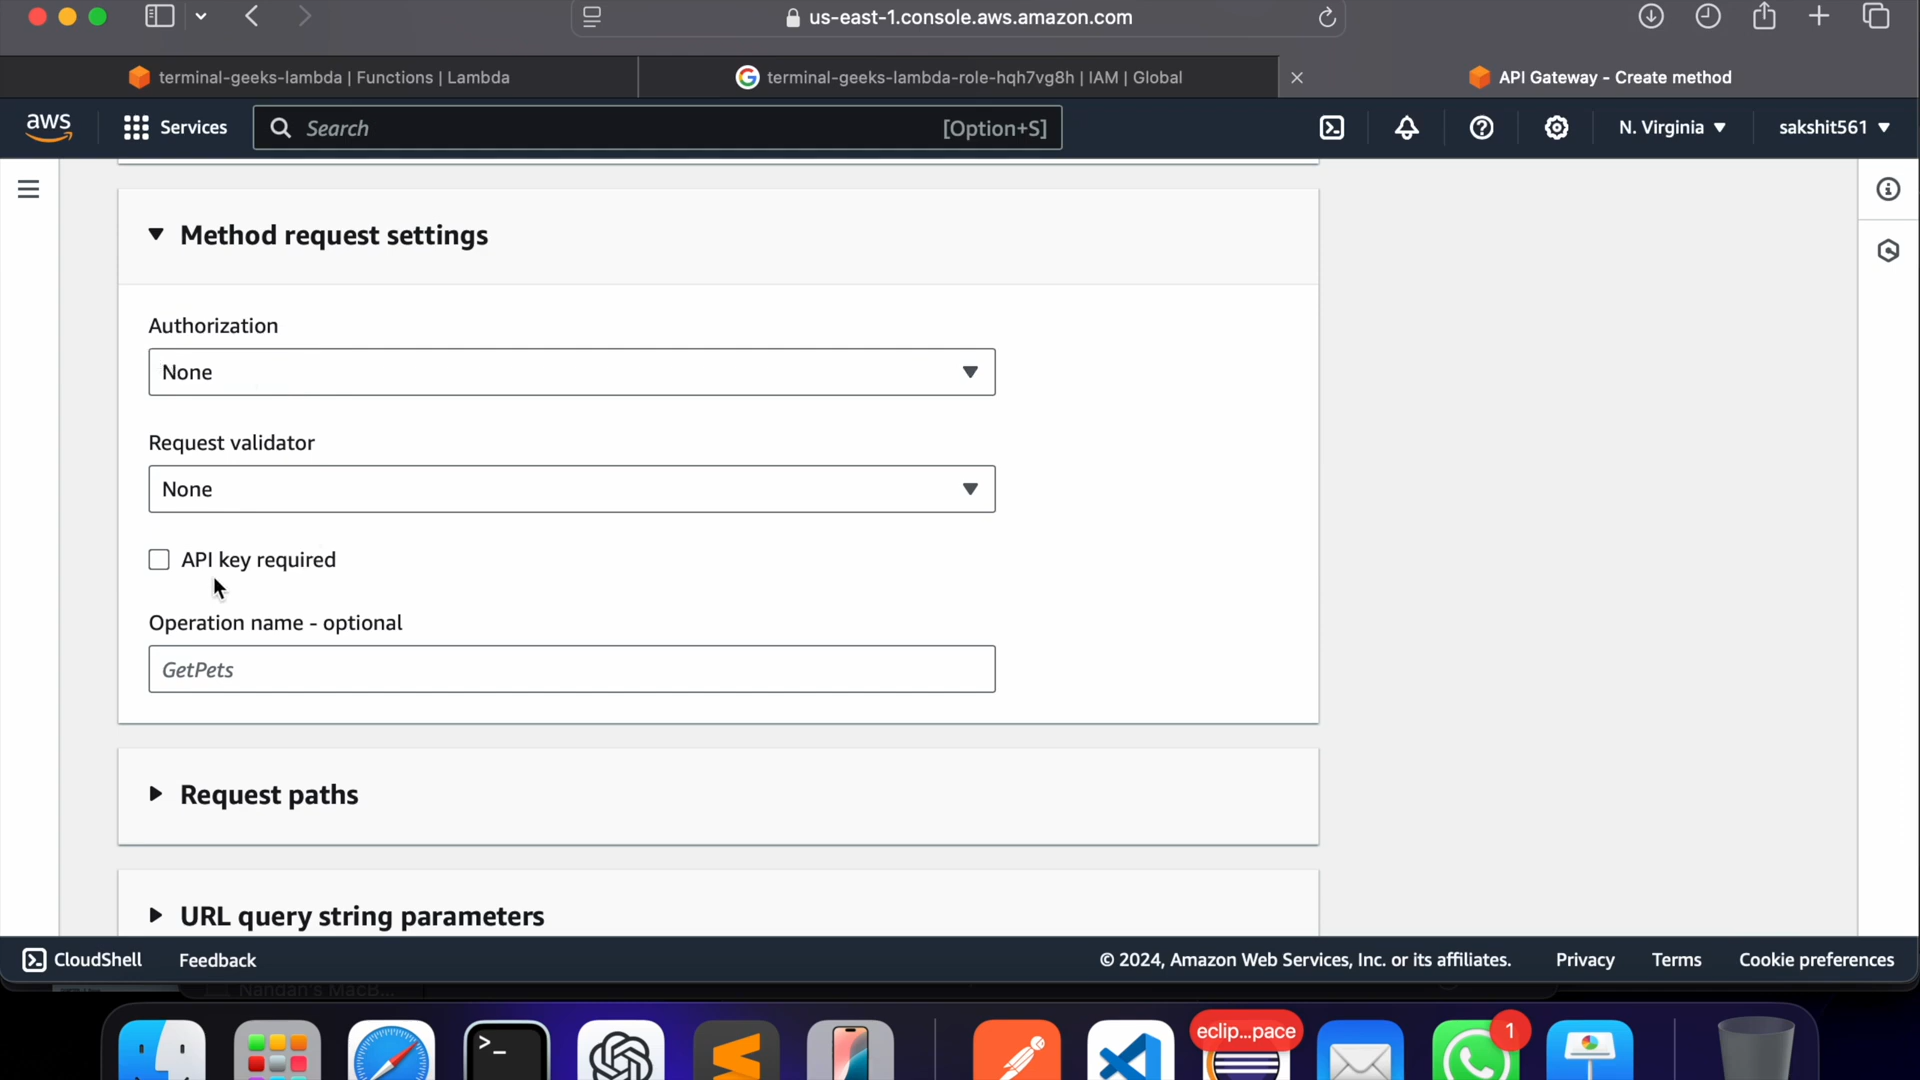 us-east-1.console.aws.amazon.com
terminal-geeks-lambda | Functions | Lambda
terminal-geeks-lambda-role-hqh7vg8h | IAM | Global
API Gateway - Create method
aws
Services
Search
[Option+S]
N. Virginia
sakshit561
Method request settings
Authorization
None
Request validator
None
API key required
Operation name - optional
GetPets
Request paths
URL query string parameters
CloudShell
Feedback
© 2024, Amazon Web Services, Inc. or its affiliates.
Privacy
Terms
Cookie preferences
Nandan's MacB...
eclip...pace
1